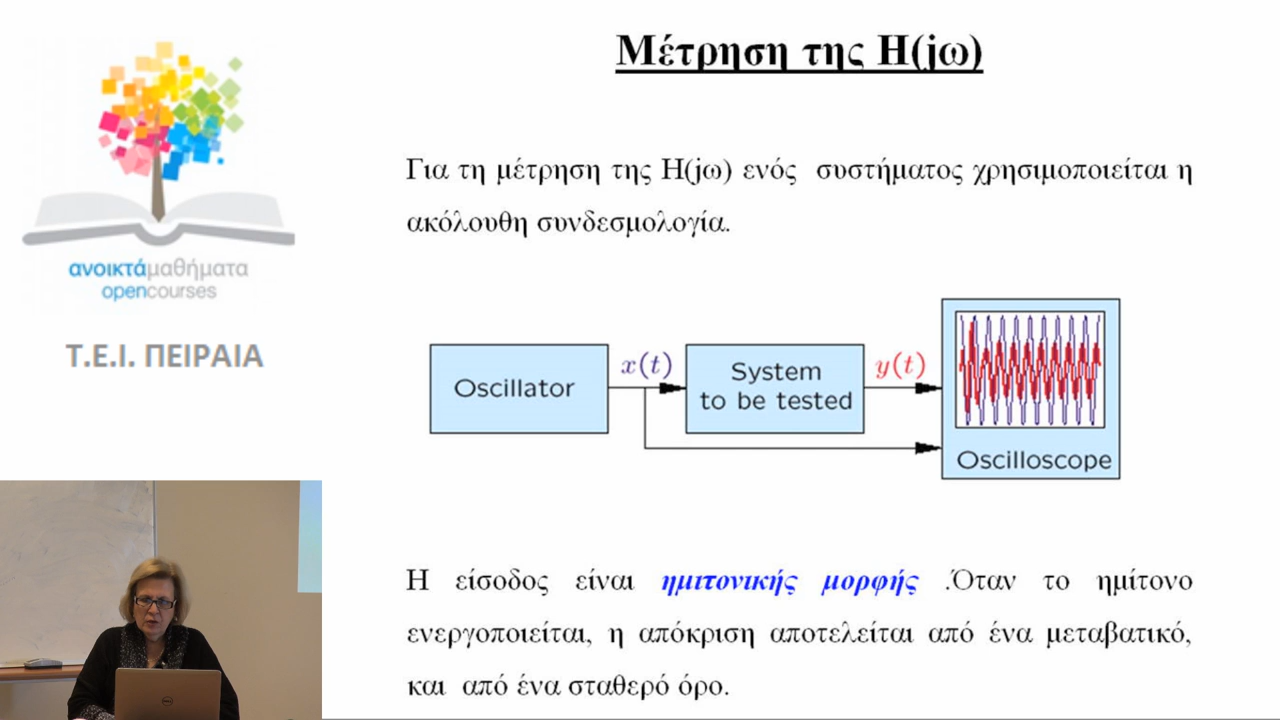 Μέτρηση της H(jω)
Για τη μέτρηση της H(jω) ενός συστήματος χρησιμοποιείται η
ακόλουθη συνδεσμολογία.
ανοικτάμαθήματα
opencourses
Τ.Ε.Ι. ΠΕΙΡΑΙΑ
Oscillator
x(t)
System
to be tested
y(t)
Oscilloscope
Η είσοδος είναι ημιτονικής μορφής .Όταν το ημίτονο
ενεργοποιείται, η απόκριση αποτελείται από ένα μεταβατικό,
και από ένα σταθερό όρο.
DELL